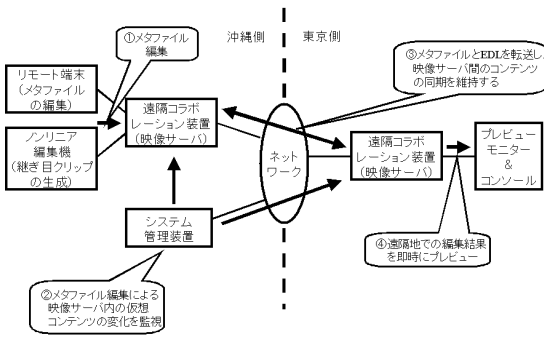 ①メタファイル
編集
沖縄側
東京側
③メタファイルとEDLを転送し、
映像サーバ間のコンテンツ
の同期を維持する
リモート端末
(メタファイル
の編集)
遠隔コラボ
レーション装置
(映像サーバ)
ノンリニア
編集機
(継ぎ目クリップ
の生成)
ネット
ワーク
遠隔コラボ
レーション装置
(映像サーバ)
プレビュー
モニター
&
コンソール
システム
管理装置
④遠隔地での編集結果
を即時にプレビュー
②メタファイル編集による
映像サーバ内の仮想
コンテンツの変化を監視